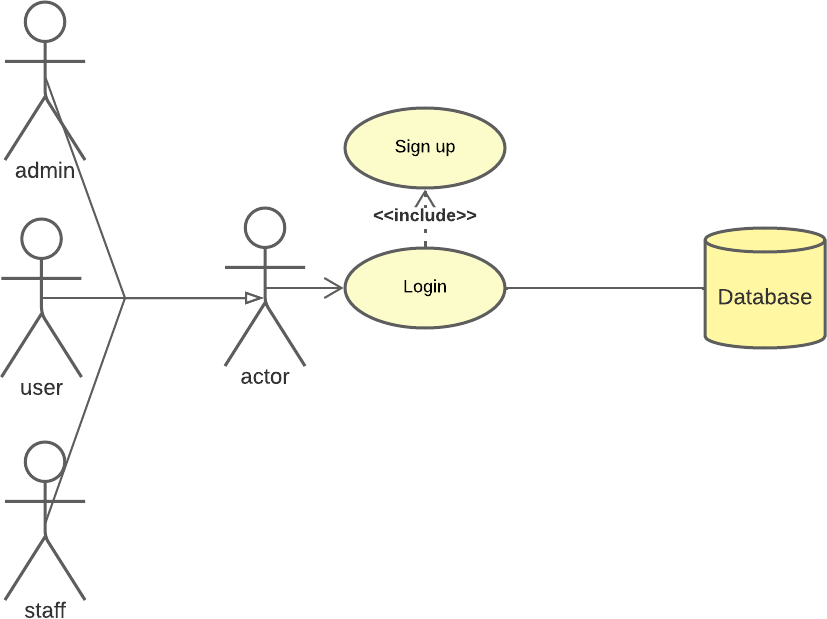 admin
Sign up
<<include>>
Login
Database
user
actor
staff